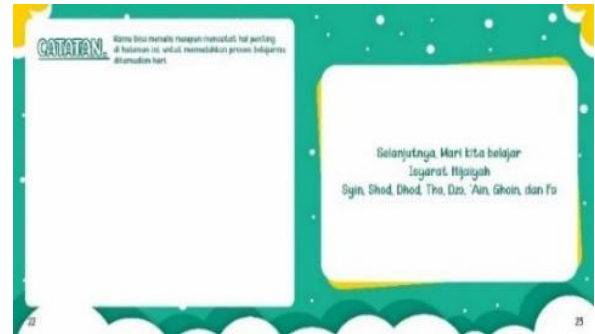 CATATAN.
Kamu bisa menulis maupun mencatat hal penting
di halaman ini untuk memudahkan proses belajarmu
dikemudian hari.
Selanjutnya, Mari kita belajar
Isyarat Hijaiyah
Syin, Shod, Dhod, Tho, Dzo, 'Ain, Ghoin, dan Fa
22
23